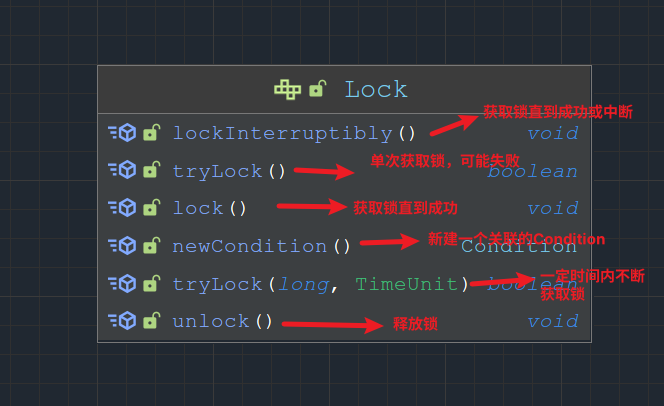 Lock
lockInterruptibly() void
获取锁直到成功或中断
tryLock() boolean
单次获取锁，可能失败
lock() void
获取锁直到成功
newCondition() Condition
新建一个关联的Condition
tryLock(long, TimeUnit) boolean
一定时间内不断
获取锁
unlock() void
释放锁